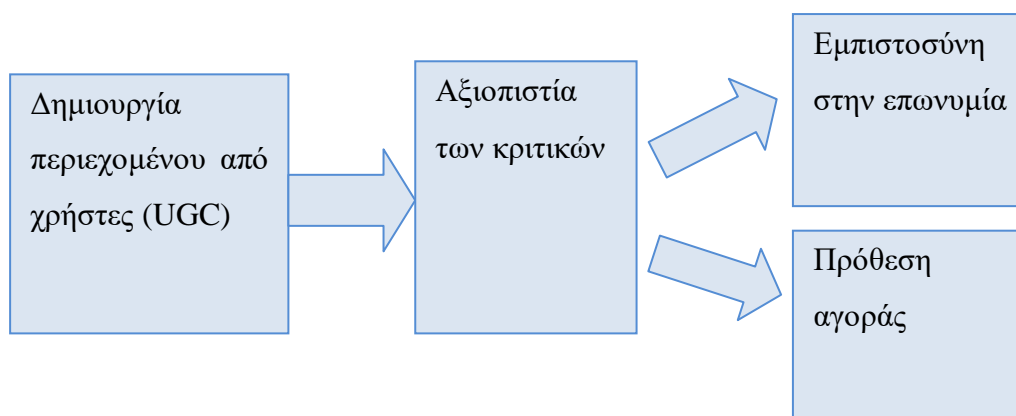 Δημιουργία
περιεχομένου από
χρήστες (UGC)
Αξιοπιστία
των κριτικών
Εμπιστοσύνη
στην επωνυμία
Πρόθεση
αγοράς